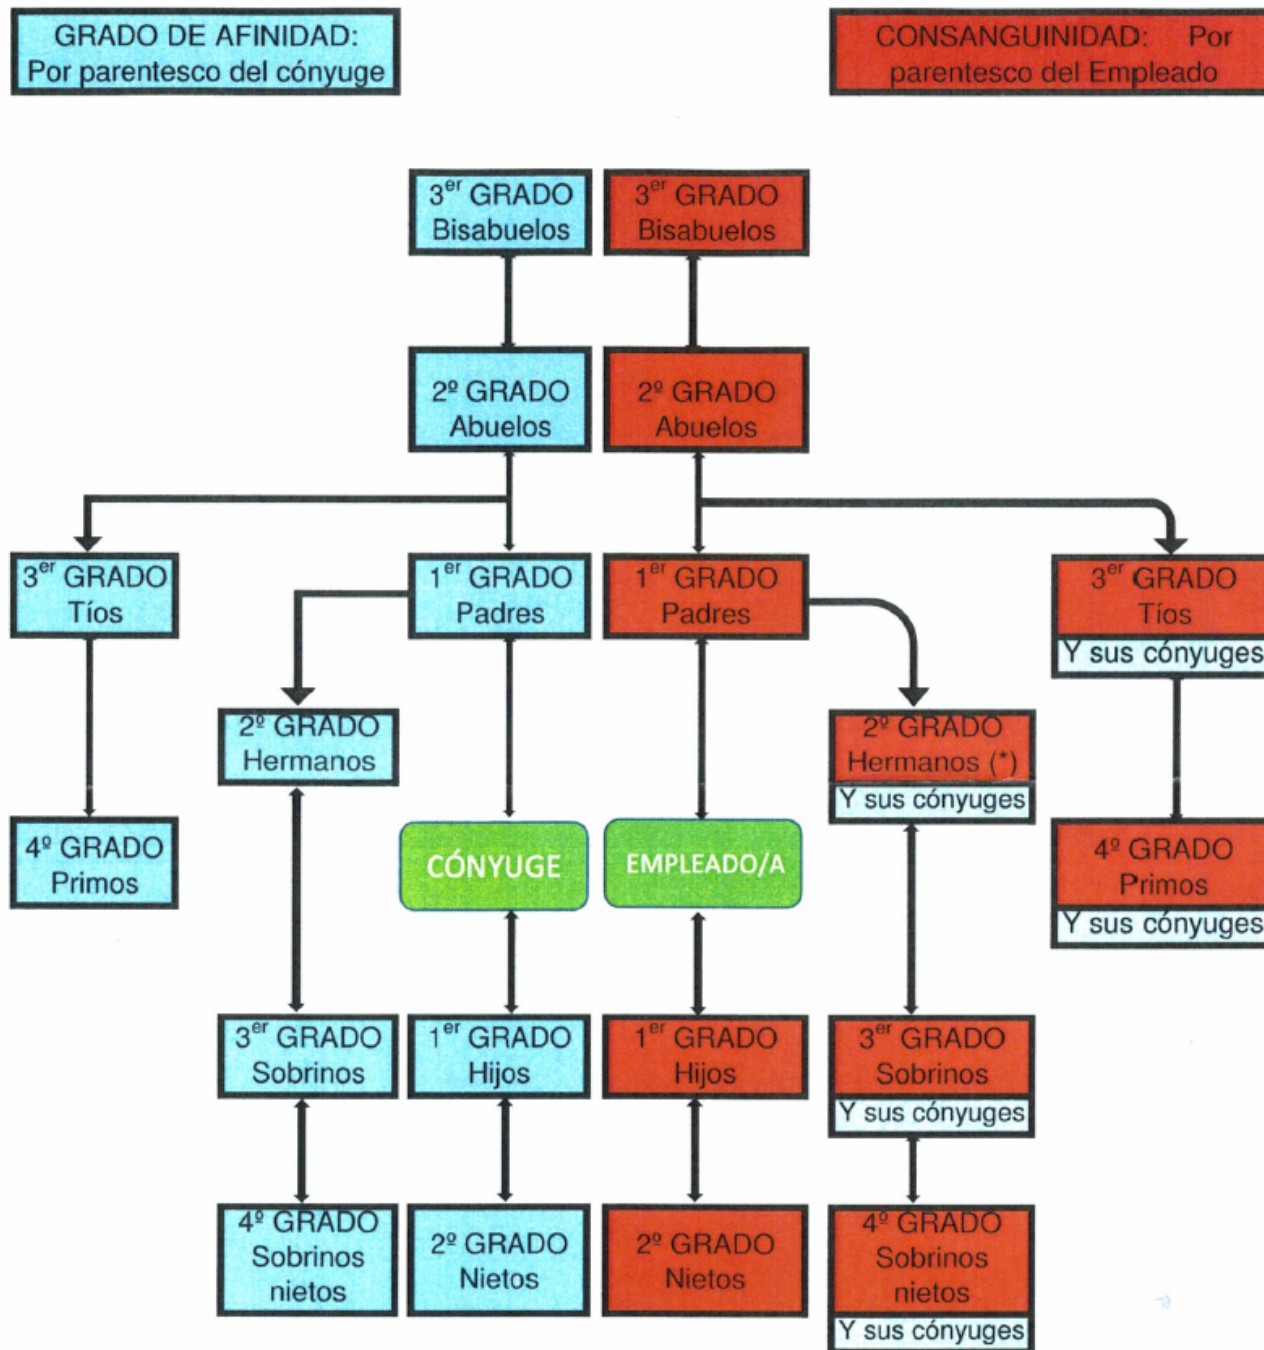 GRADO DE AFINIDAD:
Por parentesco del cónyuge
CONSANGUINIDAD: Por
parentesco del Empleado
3er GRADO
Bisabuelos
3er GRADO
Bisabuelos
2º GRADO
Abuelos
2º GRADO
Abuelos
3er GRADO
Tíos
1er GRADO
Padres
1er GRADO
Padres
3er GRADO
Tíos
Y sus cónyuges
2º GRADO
Hermanos
2º GRADO
Hermanos (*)
Y sus cónyuges
4º GRADO
Primos
CÓNYUGE
EMPLEADO/A
4º GRADO
Primos
Y sus cónyuges
3er GRADO
Sobrinos
1er GRADO
Hijos
1er GRADO
Hijos
3er GRADO
Sobrinos
Y sus cónyuges
4º GRADO
Sobrinos
nietos
2º GRADO
Nietos
2º GRADO
Nietos
4º GRADO
Sobrinos
nietos
Y sus cónyuges